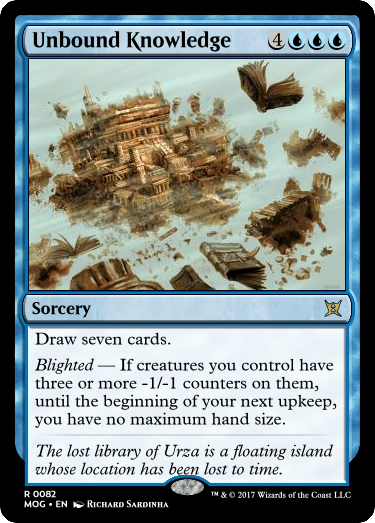 Unbound Knowledge 4
Sorcery
Draw seven cards.
Blighted — If creatures you control have
three or more -1/-1 counters on them,
until the beginning of your next upkeep,
you have no maximum hand size.
The lost library of Urza is a floating island
whose location has been lost to time.
R 0082
MOG • EN Richard Sardinha
™ & © 2017 Wizards of the Coast LLC